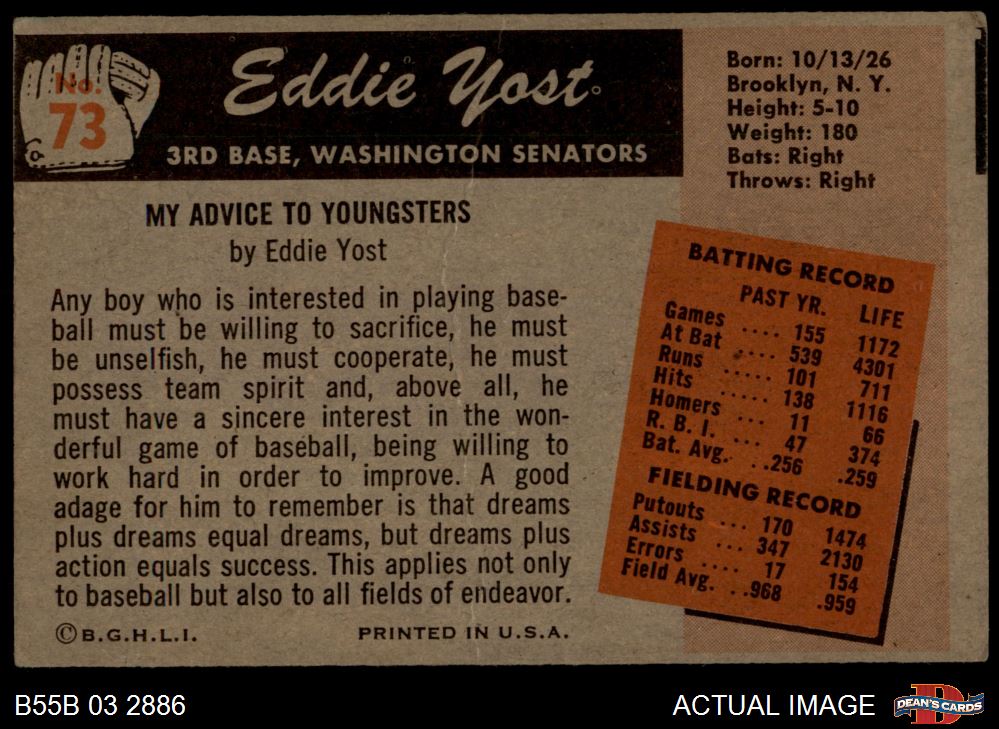 No.
73
Eddie Yost
3RD BASE, WASHINGTON SENATORS
Born: 10/13/26
Brooklyn, N. Y.
Height: 5-10
Weight: 180
Bats: Right
Throws: Right
MY ADVICE TO YOUNGSTERS
by Eddie Yost
Any boy who is interested in playing base-
ball must be willing to sacrifice, he must
be unselfish, he must cooperate, he must
possess team spirit and, above all, he
must have a sincere interest in the won-
derful game of baseball, being willing to
work hard in order to improve. A good
adage for him to remember is that dreams
plus dreams equal dreams, but dreams plus
action equals success. This applies not only
to baseball but also to all fields of endeavor.
©B.G.H.L.I. PRINTED IN U.S.A.
BATTING RECORD
PAST YR. LIFE
Games .... 155 1172
At Bat .... 539 4301
Runs ..... 101 711
Hits ..... 138 1116
Homers ... 11 66
R. B. I. ... 47 374
Bat. Avg. ..256 .259
FIELDING RECORD
Putouts ... 170 1474
Assists ... 347 2130
Errors .... 17 154
Field Avg. ..968 .959
B55B 03 2886
ACTUAL IMAGE
D
DEAN'S CARDS